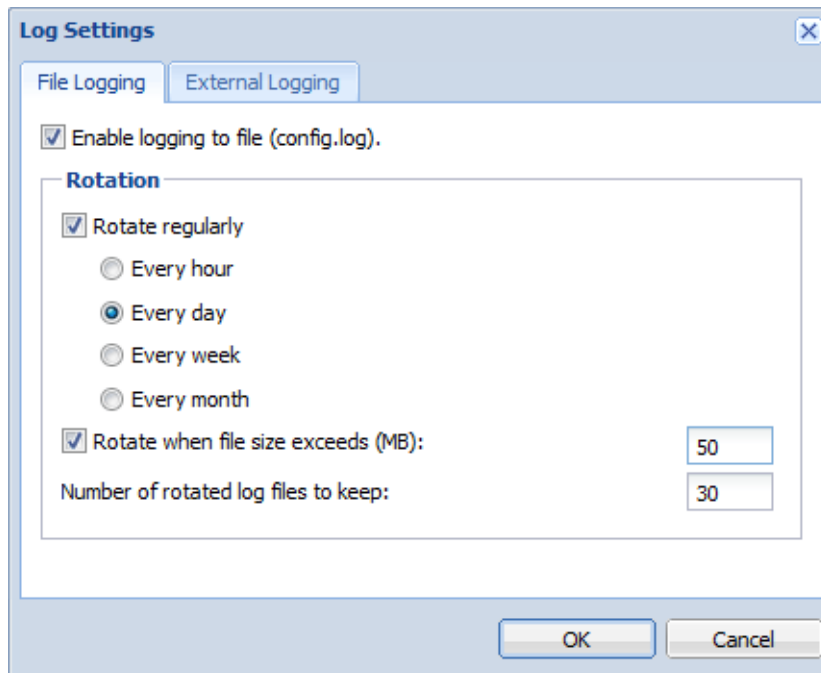 Log Settings
File Logging External Logging
Enable logging to file (config.log).
Rotation
Rotate regularly
Every hour
Every day
Every week
Every month
Rotate when file size exceeds (MB): 50
Number of rotated log files to keep: 30
OK Cancel